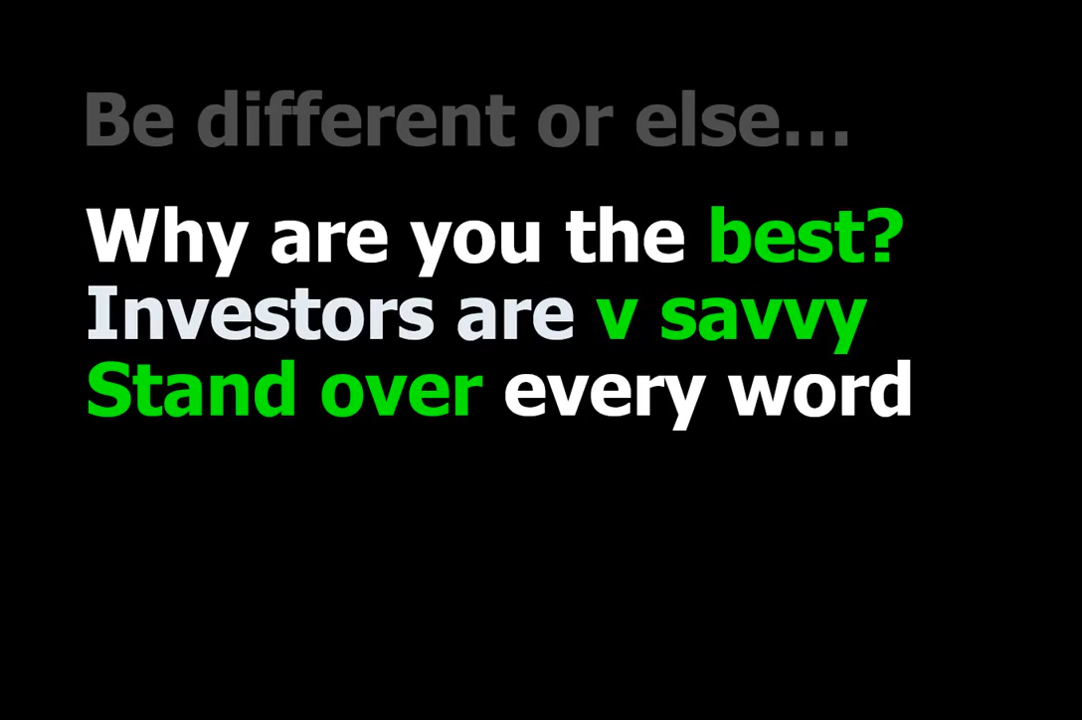 Be different or else...
Why are you the best?
Investors are v savvy
Stand over every word